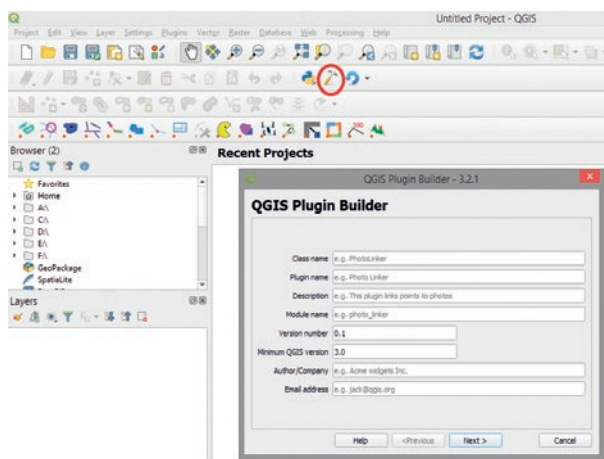 Untitled Project - QGIS
Project Edit View Layer Settings Plugins Vector Raster Database Web Processing Help
Browser (2)
Favorites
Home
A:\
C:\
D:\
E:\
F:\
GeoPackage
SpatiaLite
Layers
Recent Projects
QGIS Plugin Builder - 3.2.1
QGIS Plugin Builder
Class name e.g. PhotoLinker
Plugin name e.g. Photo Linker
Description e.g. This plugin links points to photos
Module name e.g. photo_linker
Version number 0.1
Minimum QGIS version 3.0
Author/Company e.g. Acme widgets Inc.
Email address e.g. jack@qgis.org
Help <Previous Next > Cancel